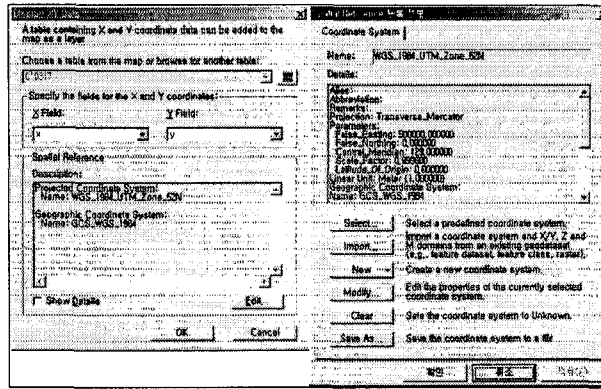 A table containing X and Y coordinate data can be added to the
map as a layer
Choose a table from the map or browse for another table:
Specify the fields for the X and Y coordinates:
X Field:
Y Field:
x
y
Spatial Reference
Description:
Projected Coordinate System:
Name: WGS_1984_UTM_Zone_52N
Geographic Coordinate System:
Name: GCS_WGS_1984
Show Details
Edit...
OK
Cancel
Coordinate System
Name: WGS_1984_UTM_Zone_52N
Details:
Alias:
Abbreviation:
Remarks:
Projection: Transverse_Mercator
Parameters:
False_Easting: 500000.000000
False_Northing: 0.000000
Central_Meridian: 129.000000
Scale_Factor: 0.999600
Latitude_Of_Origin: 0.000000
Linear Unit: Meter (1.000000)
Geographic Coordinate System:
Name: GCS_WGS_1984
Select... Select a predefined coordinate system.
Import... Import a coordinate system and X/Y, Z and
M domains from an existing geodataset
(e.g., feature dataset, feature class, raster).
New Create a new coordinate system.
Modify... Edit the properties of the currently selected
coordinate system.
Clear Sets the coordinate system to Unknown.
Save As... Save the coordinate system to a file
확인
취소